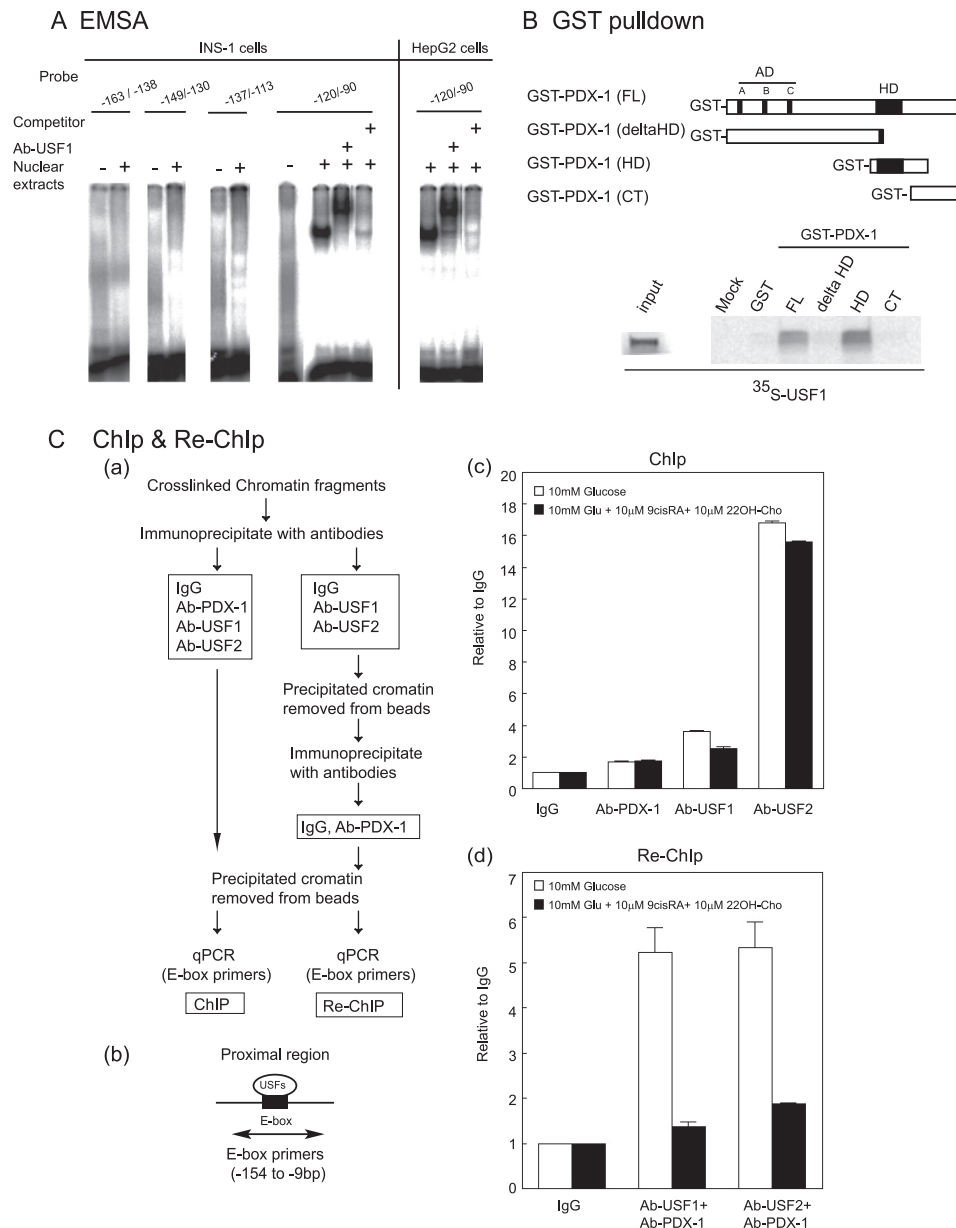 A EMSA
INS-1 cells
HepG2 cells
Probe
-163 / -138
-149/-130
-137/-113
-120/-90
-120/-90
Competitor
+
+
Ab-USF1
+
+
Nuclear extracts
- + - + - + - + + + + + +
B GST pulldown
AD
A B C
HD
GST-PDX-1 (FL)
GST-
GST-PDX-1 (deltaHD)
GST-
GST-PDX-1 (HD)
GST-
GST-PDX-1 (CT)
GST-
GST-PDX-1
input
Mock
GST
FL
delta HD
HD
CT
35S-USF1
C ChIp & Re-ChIp
(a)
Crosslinked Chromatin fragments
Immunoprecipitate with antibodies
IgG
Ab-PDX-1
Ab-USF1
Ab-USF2
IgG
Ab-USF1
Ab-USF2
Precipitated cromatin
removed from beads
Immunoprecipitate
with antibodies
IgG, Ab-PDX-1
Precipitated cromatin
removed from beads
qPCR
(E-box primers)
ChIP
qPCR
(E-box primers)
Re-ChIP
(b)
Proximal region
USFs
E-box
E-box primers
(-154 to -9bp)
(c)
ChIp
10mM Glucose
10mM Glu + 10µM 9cisRA+ 10µM 22OH-Cho
Relative to IgG
20
18
16
14
12
10
8
6
4
2
0
IgG
Ab-PDX-1
Ab-USF1
Ab-USF2
(d)
Re-ChIp
10mM Glucose
10mM Glu + 10µM 9cisRA+ 10µM 22OH-Cho
Relative to IgG
7
6
5
4
3
2
1
0
IgG
Ab-USF1+
Ab-PDX-1
Ab-USF2+
Ab-PDX-1